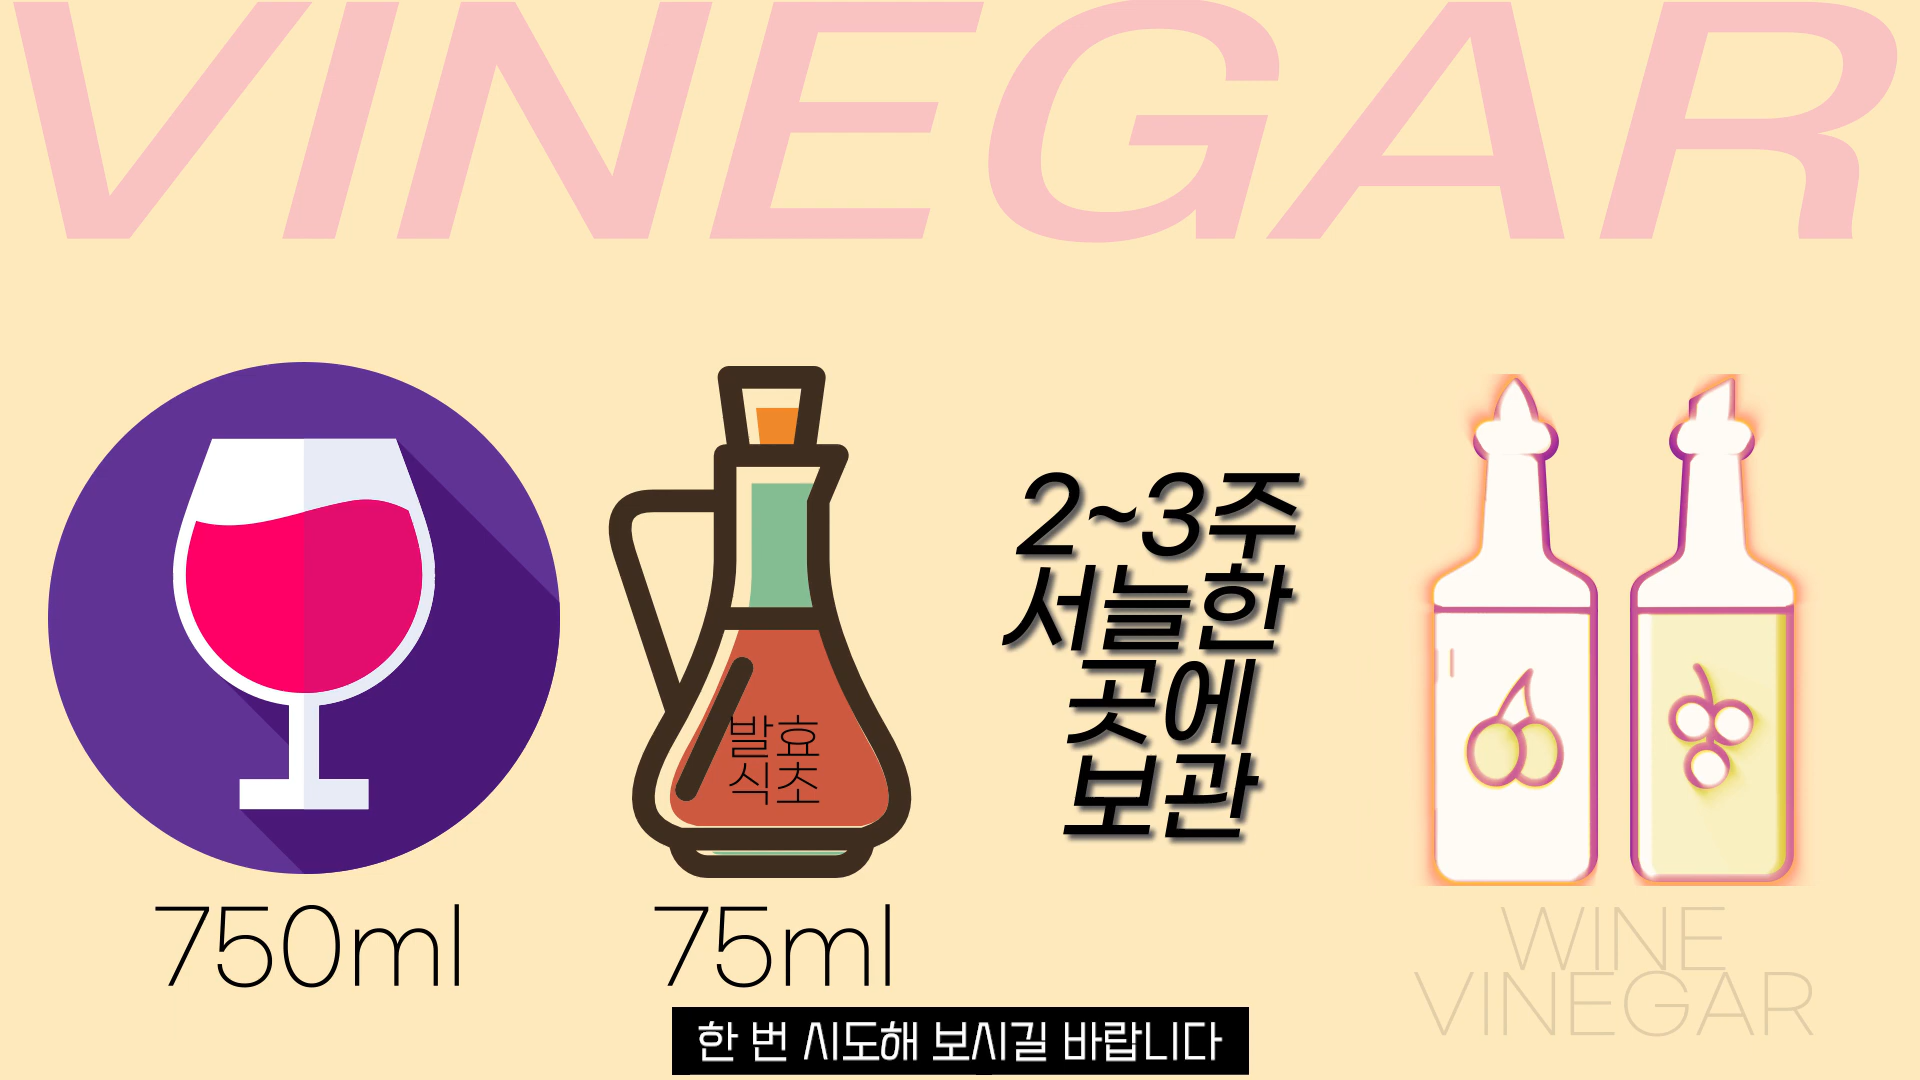 VINEGAR
발효
식초
2~3주
서늘한
곳에
보관
750ml
75ml
WINE
VINEGAR
한 번 시도해 보시길 바랍니다